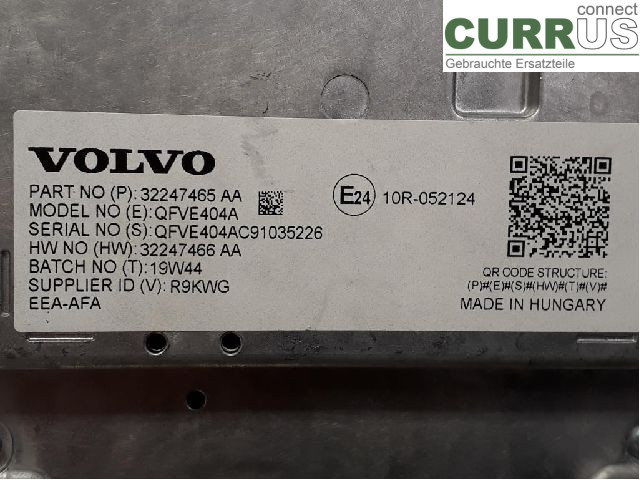 connect
CURRUS
Gebrauchte Ersatzteile
VOLVO
PART NO (P): 32247465 AA
MODEL NO (E): QFVE404A
SERIAL NO (S): QFVE404AC91035226
HW NO (HW): 32247466 AA
BATCH NO (T): 19W44
SUPPLIER ID (V): R9KWG
EEA-AFA
E24 10R-052124
QR CODE STRUCTURE:
(P)#(E)#(S)#(HW)#(T)#(V)#
MADE IN HUNGARY